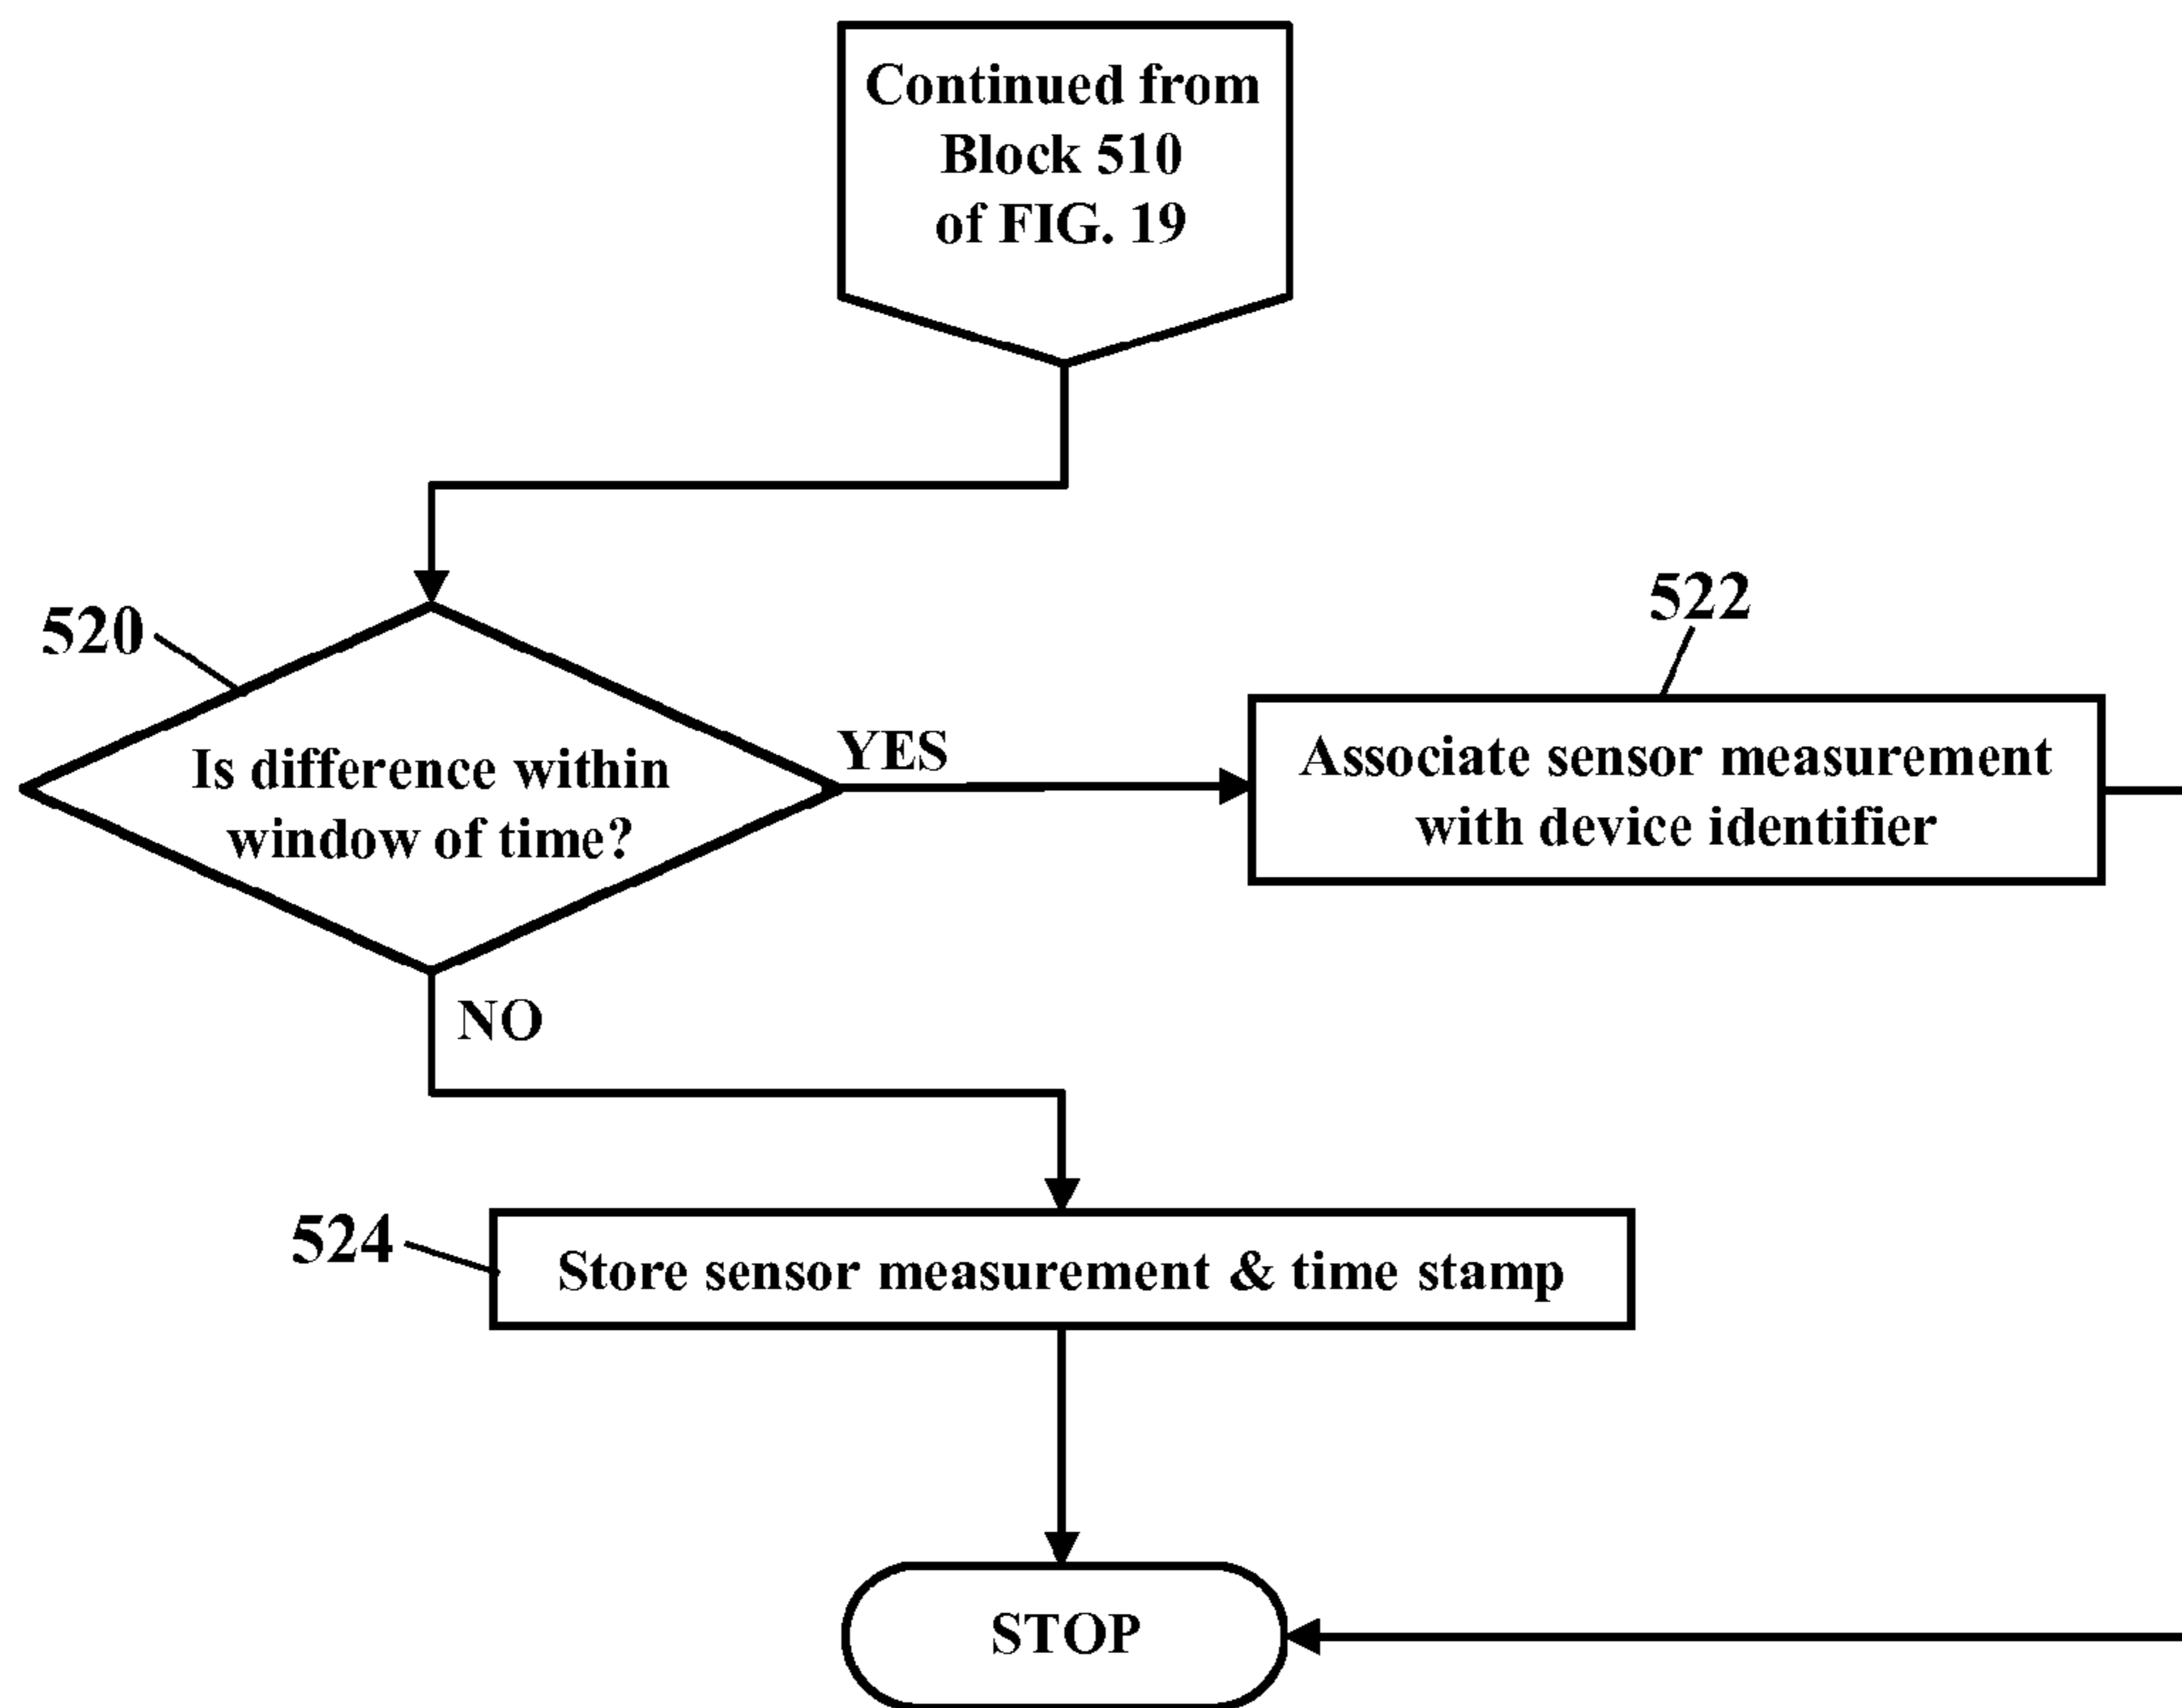 Continued from
Block 510
of FIG. 19
520
522
Is difference within
window of time?
YES
Associate sensor measurement
with device identifier
NO
524
Store sensor measurement & time stamp
STOP